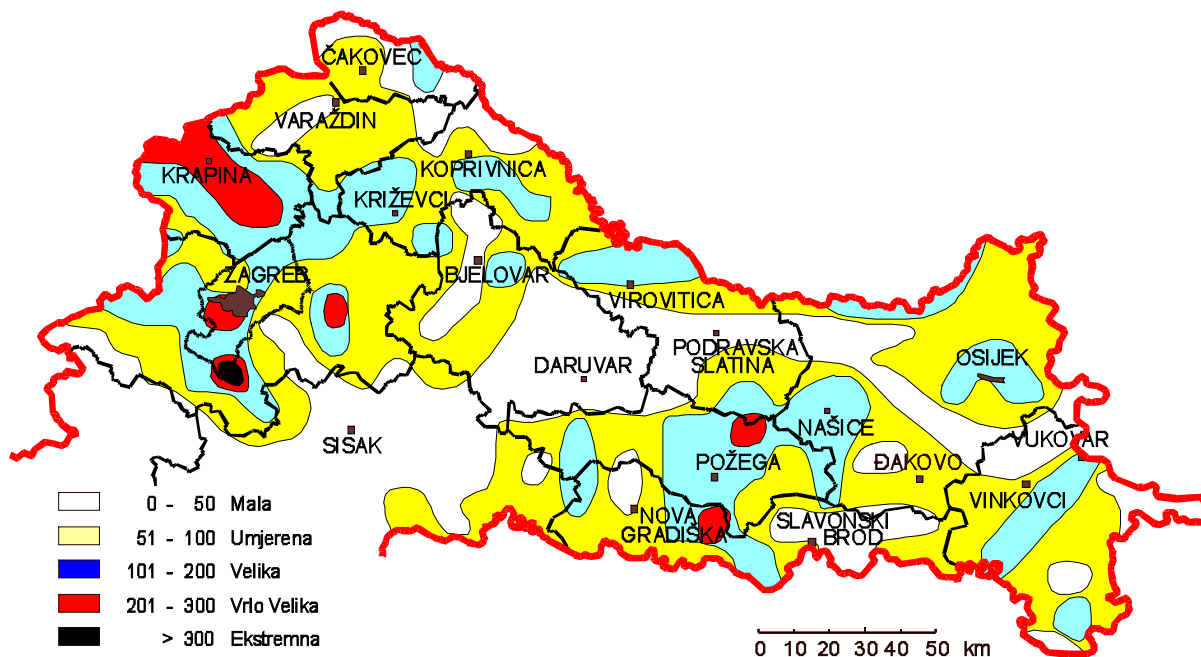 ČAKOVEC
VARAŽDIN
KRAPINA
KOPRIVNICA
KRIŽEVCI
ZAGREB
BJELOVAR
VIROVITICA
DARUVAR
PODRAVSKA
SLATINA
OSIJEK
SISAK
NAŠICE
VUKOVAR
POŽEGA
ĐAKOVO
VINKOVCI
NOVA
GRADIŠKA
SLAVONSKI
BROD
0 - 50 Mala
51 - 100 Umjerena
101 - 200 Velika
201 - 300 Vrlo Velika
> 300 Ekstremna
0 10 20 30 40 50 km